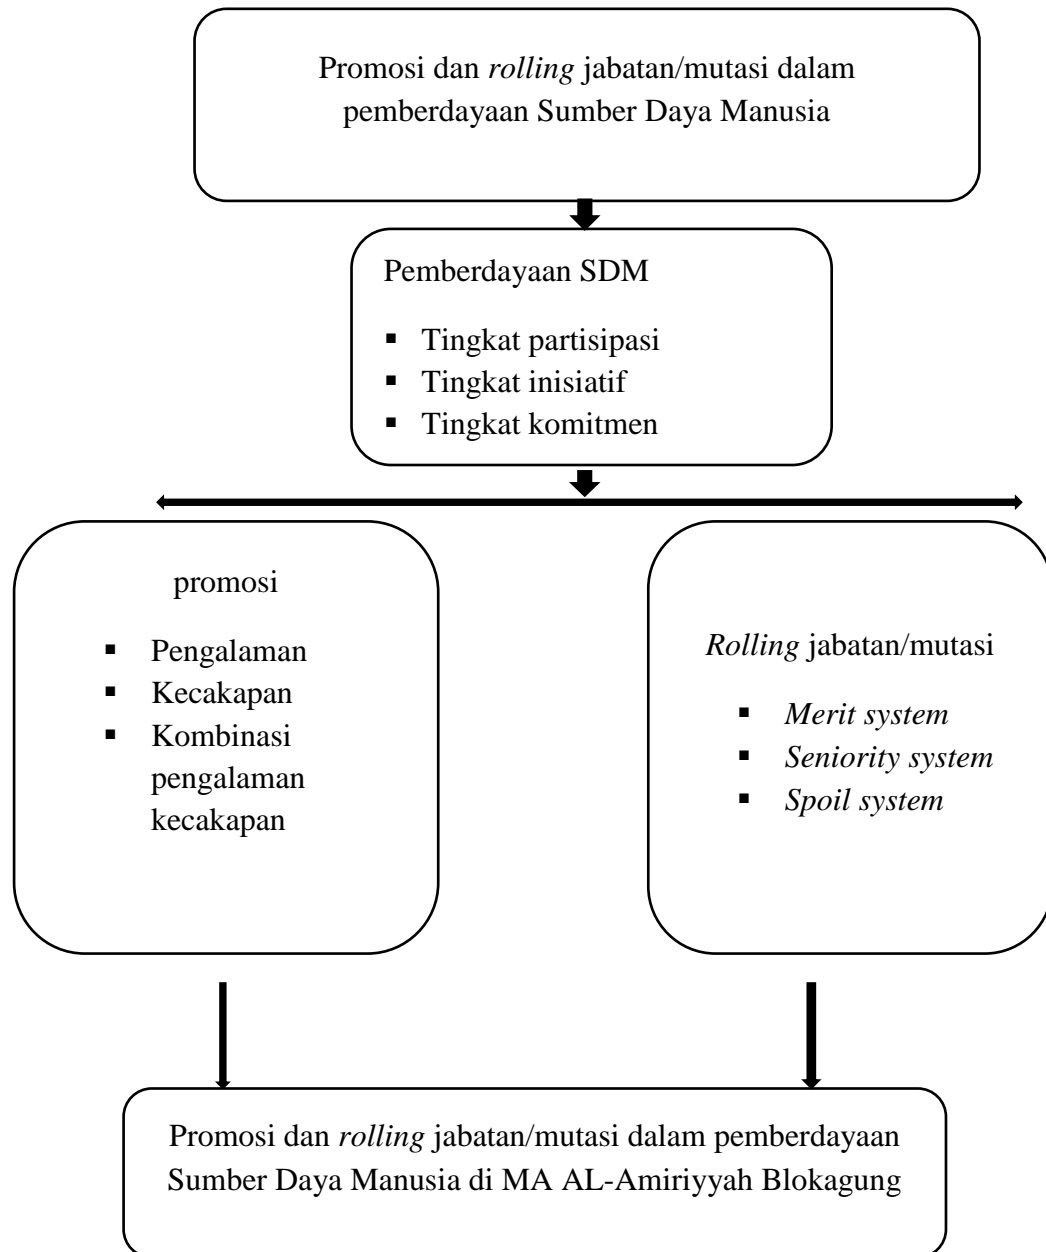 Promosi dan rolling jabatan/mutasi dalam
pemberdayaan Sumber Daya Manusia
Pemberdayaan SDM
▪ Tingkat partisipasi
▪ Tingkat inisiatif
▪ Tingkat komitmen
promosi
▪ Pengalaman
▪ Kecakapan
▪ Kombinasi
pengalaman
kecakapan
Rolling jabatan/mutasi
▪ Merit system
▪ Seniority system
▪ Spoil system
Promosi dan rolling jabatan/mutasi dalam pemberdayaan
Sumber Daya Manusia di MA AL-Amiriyyah Blokagung